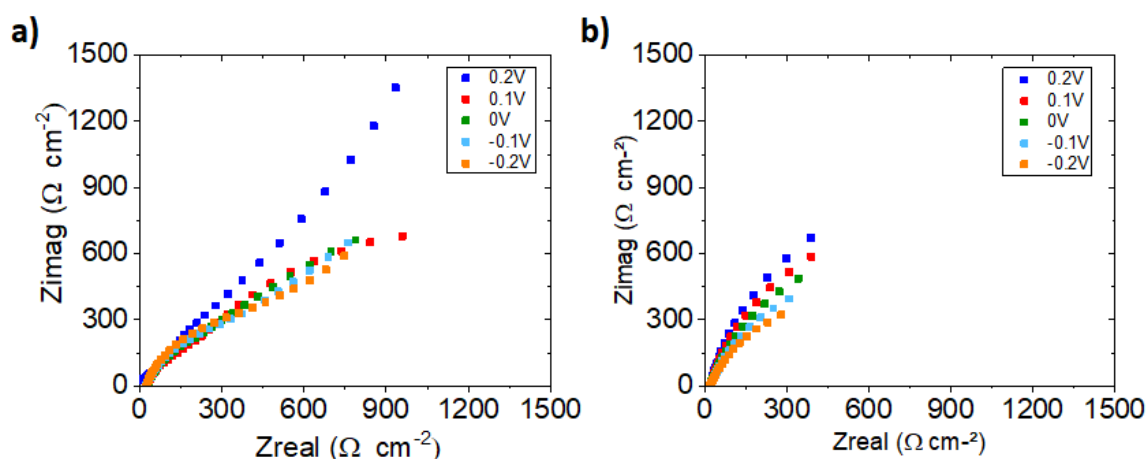 a)
1500
1200
900
600
300
0
Zimag (Ω cm⁻²)
0 300 600 900 1200 1500
Zreal (Ω cm⁻²)
0.2V
0.1V
0V
-0.1V
-0.2V
b)
1500
1200
900
600
300
0
Zimag (Ω cm-²)
0 300 600 900 1200 1500
Zreal (Ω cm-²)
0.2V
0.1V
0V
-0.1V
-0.2V